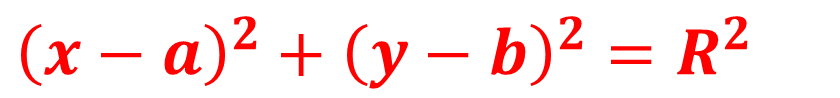 (x − a)² + (y − b)² = R²